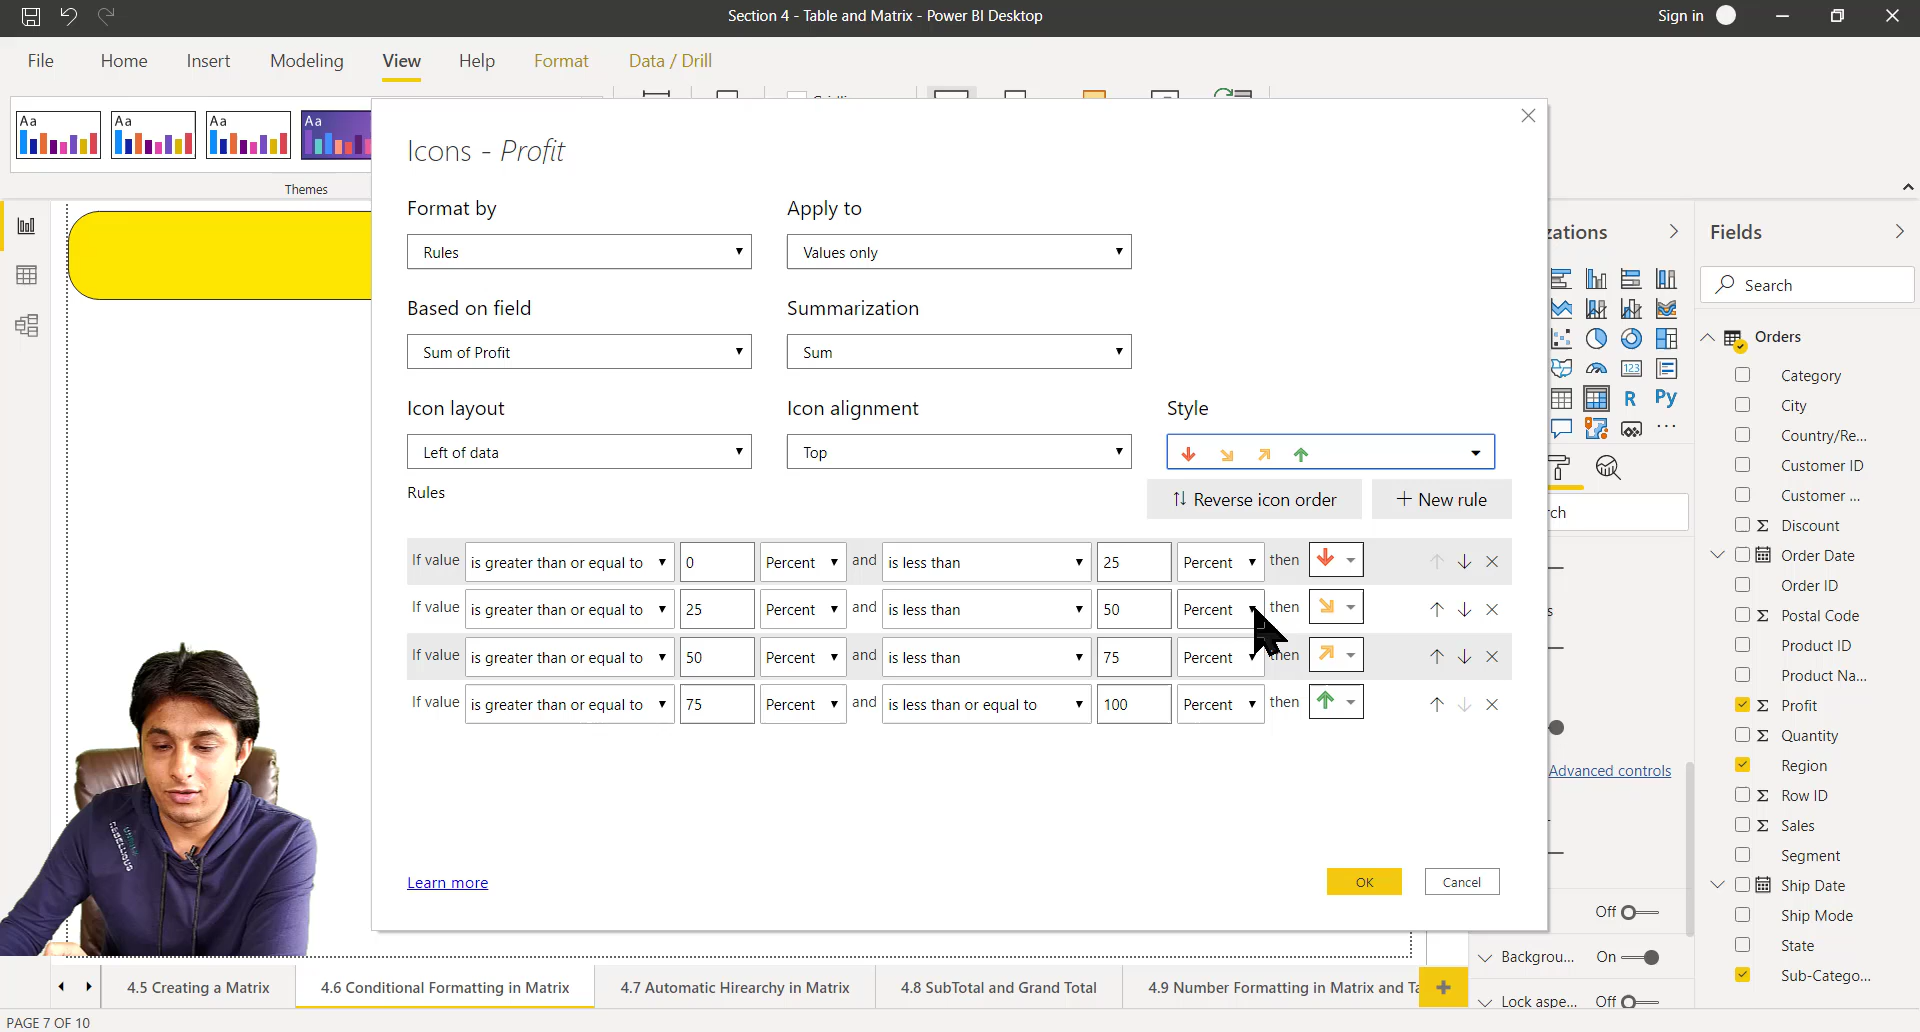 Section 4 - Table and Matrix - Power BI Desktop
Sign in
File Home Insert Modeling View Help Format Data / Drill
Aa Aa Aa Aa
Themes
Icons - Profit
Format by
Apply to
Rules
Values only
Based on field
Summarization
Sum of Profit
Sum
Icon layout
Icon alignment
Style
Left of data
Top
Rules
Reverse icon order
New rule
If value is greater than or equal to 0 Percent and is less than 25 Percent then
If value is greater than or equal to 25 Percent and is less than 50 Percent then
If value is greater than or equal to 50 Percent and is less than 75 Percent then
If value is greater than or equal to 75 Percent and is less than or equal to 100 Percent then
Learn more
OK
Cancel
zations
123
R
Py
rch
Advanced controls
Off
Backgrou... On
Lock aspe... Off
Fields
Search
Orders
Category
City
Country/Re...
Customer ID
Customer ...
Discount
Order Date
Order ID
Postal Code
Product ID
Product Na...
Profit
Quantity
Region
Row ID
Sales
Segment
Ship Date
Ship Mode
State
Sub-Catego...
4.5 Creating a Matrix
4.6 Conditional Formatting in Matrix
4.7 Automatic Hirearchy in Matrix
4.8 SubTotal and Grand Total
4.9 Number Formatting in Matrix and Ta
PAGE 7 OF 10